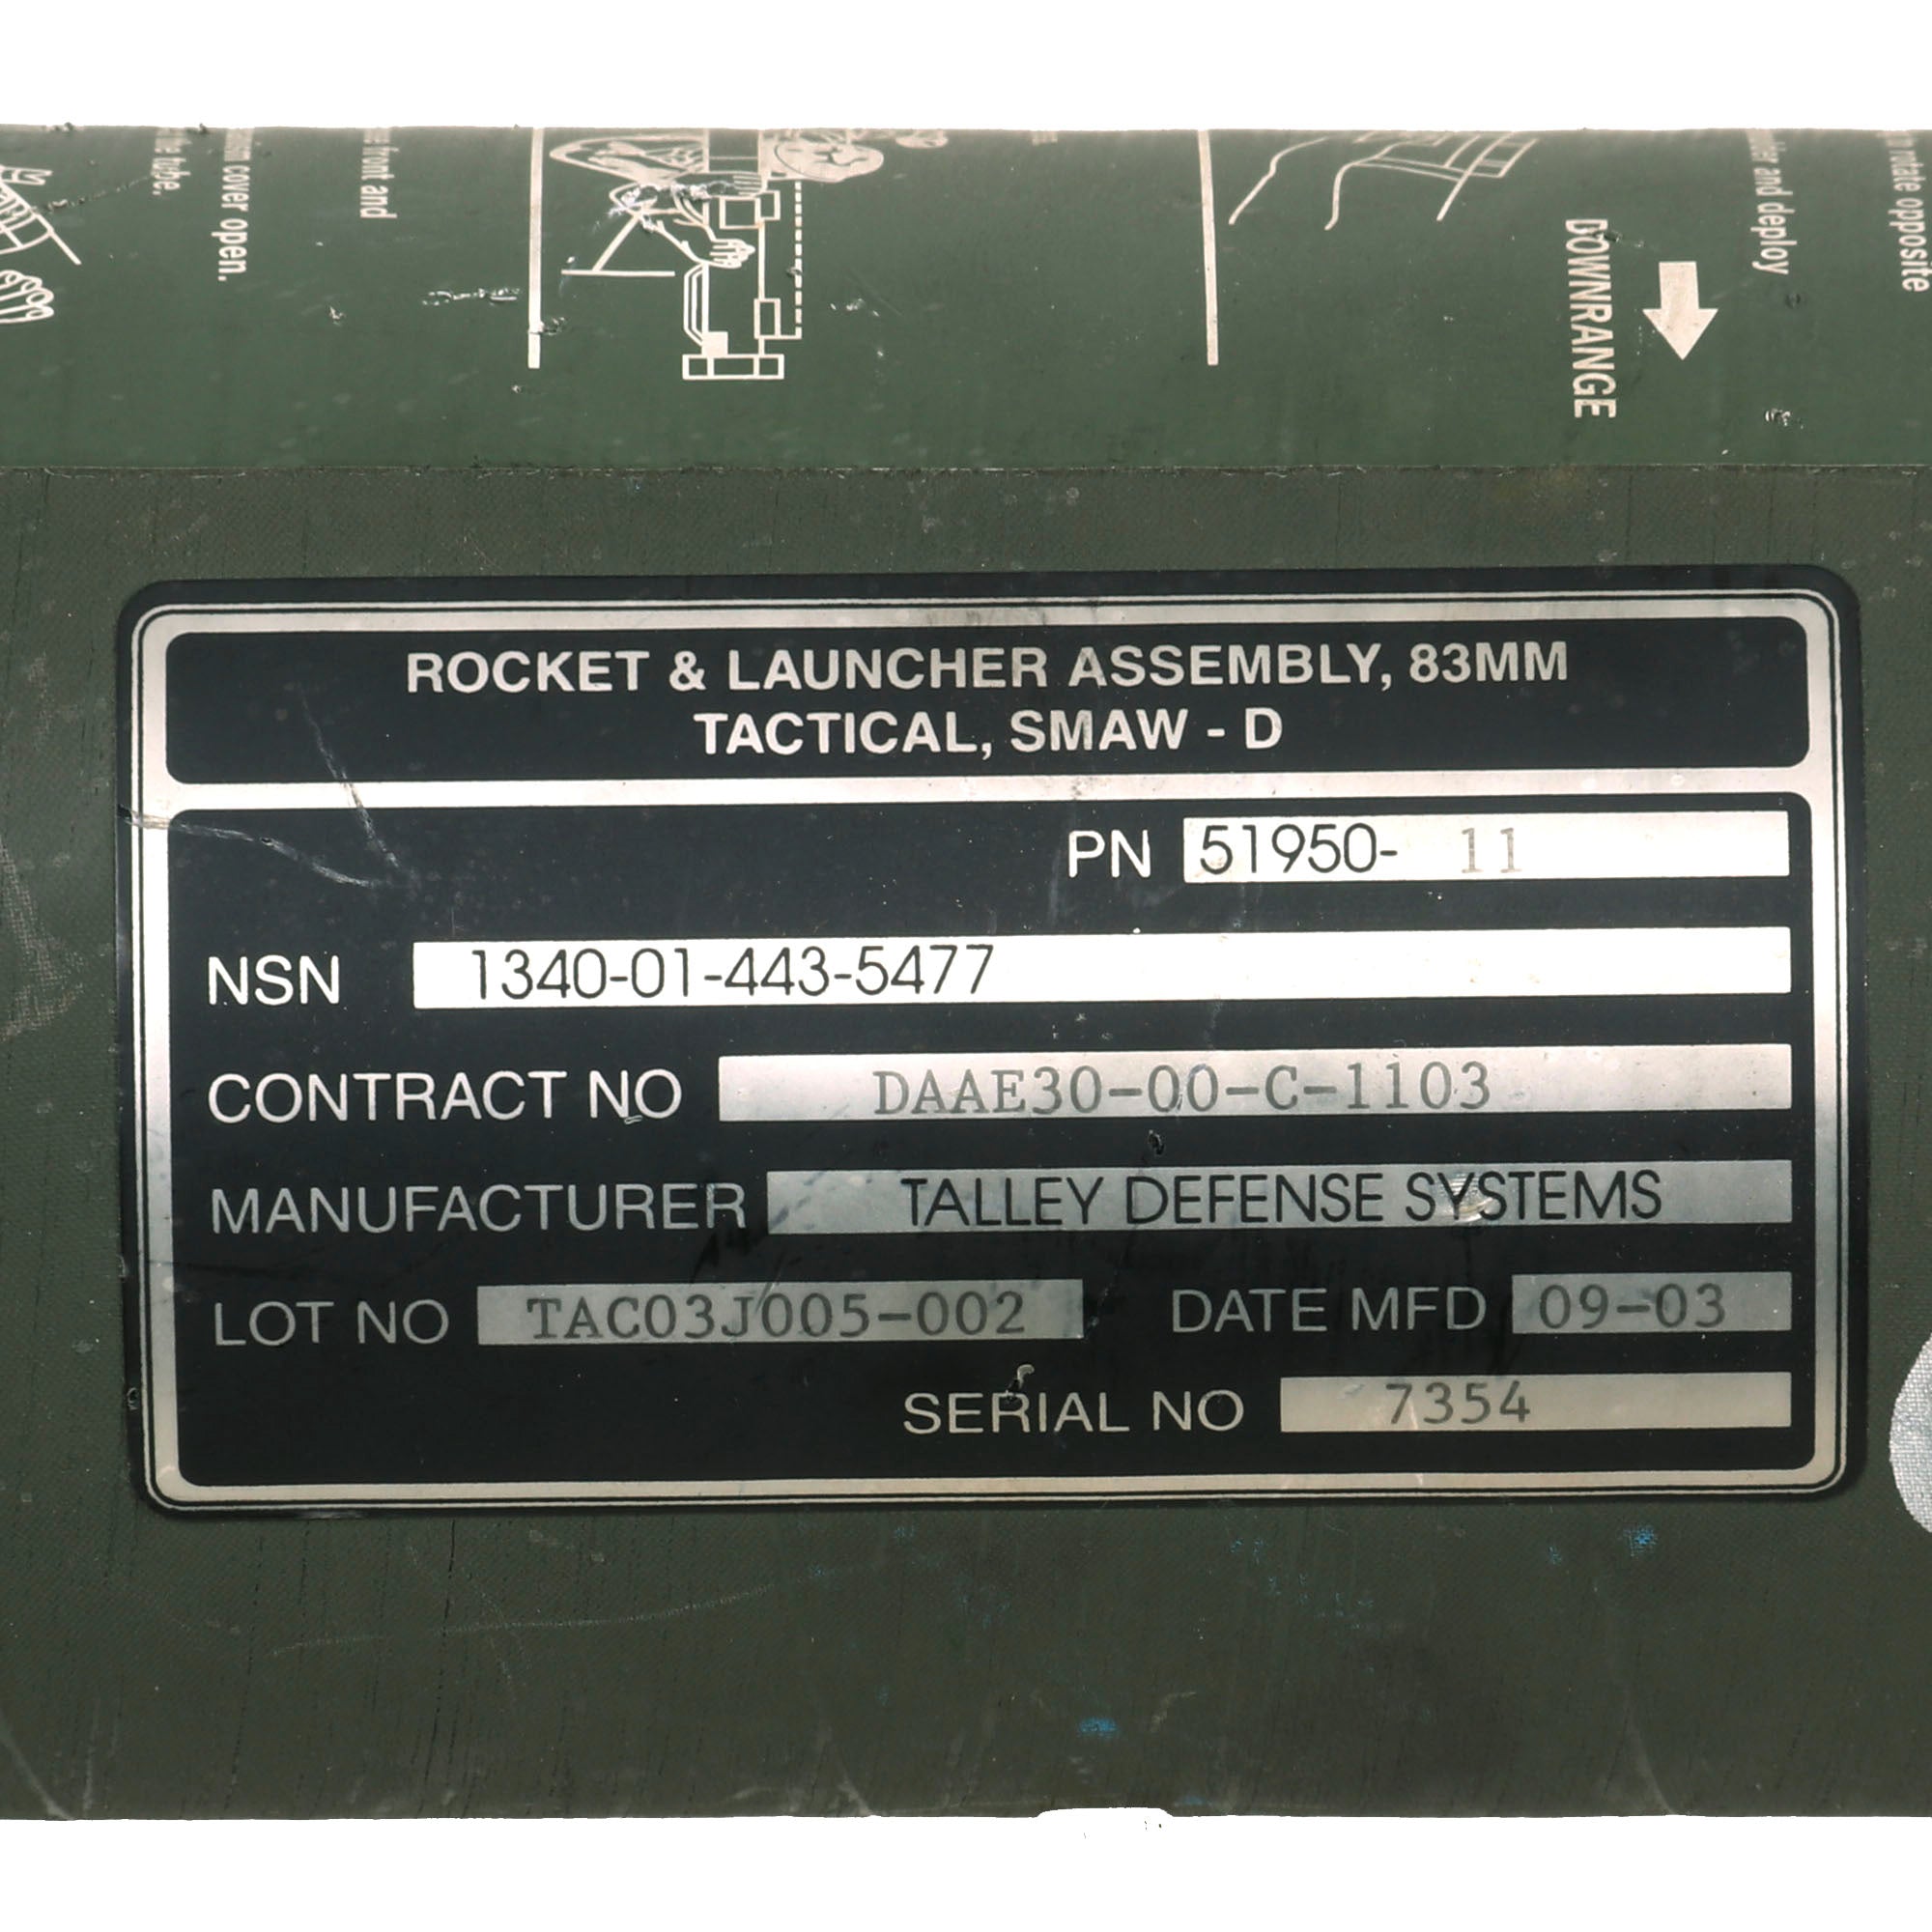 the tube.
cover open.
front and
DOWNRANGE
and deploy
rotate opposite
ROCKET & LAUNCHER ASSEMBLY, 83MM
TACTICAL, SMAW - D
PN 51950- 11
NSN 1340-01-443-5477
CONTRACT NO DAAE30-00-C-1103
MANUFACTURER TALLEY DEFENSE SYSTEMS
LOT NO TAC03J005-002 DATE MFD 09-03
SERIAL NO 7354